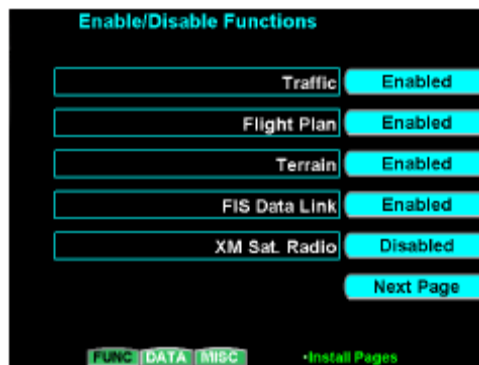 Enable/Disable Functions
Traffic Enabled
Flight Plan Enabled
Terrain Enabled
FIS Data Link Enabled
XM Sat. Radio Disabled
Next Page
FUNC DATA MISC •Install Pages